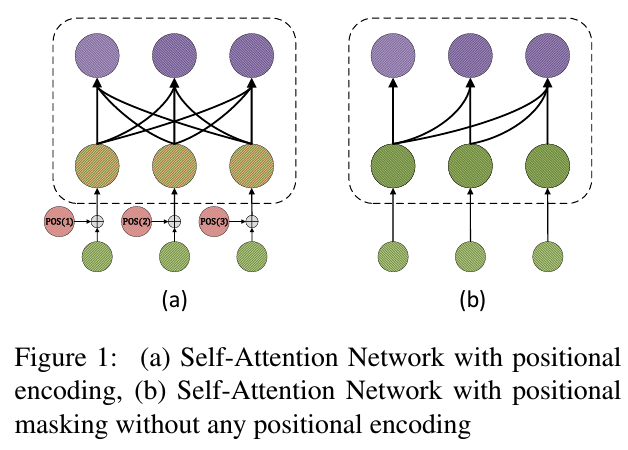 POS(1) POS(2) POS(3)
(a) (b)
Figure 1: (a) Self-Attention Network with positional
encoding, (b) Self-Attention Network with positional
masking without any positional encoding